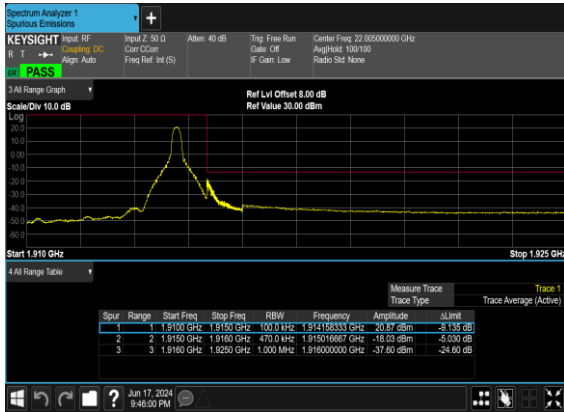 Spectrum Analyzer 1
Spurious Emissions
+
KEYSIGHT Input: RF Input Z: 50 Ω Atten: 40 dB Trig: Free Run Center Freq: 22.005000000 GHz
R T Coupling: DC Corr CCorr Gate: Off Avg|Hold: 100/100
Align: Auto Freq Ref: Int (S) IF Gain: Low Radio Std: None
LXI PASS
3 All Range Graph
Ref Lvl Offset 8.00 dB
Scale/Div 10.0 dB Ref Value 30.00 dBm
Log
20.0
10.0
0.00
-10.0
-20.0
-30.0
-40.0
-50.0
-60.0
Start 1.910 GHz Stop 1.925 GHz
4 All Range Table
Measure Trace Trace 1
Trace Type Trace Average (Active)
Spur Range Start Freq Stop Freq RBW Frequency Amplitude ΔLimit
1 1 1.9100 GHz 1.9150 GHz 100.0 kHz 1.914158333 GHz 20.87 dBm -9.135 dB
2 2 1.9150 GHz 1.9160 GHz 470.0 kHz 1.915016667 GHz -18.03 dBm -5.030 dB
3 3 1.9160 GHz 1.9250 GHz 1.000 MHz 1.916000000 GHz -37.60 dBm -24.60 dB
? Jun 17, 2024
9:46:00 PM